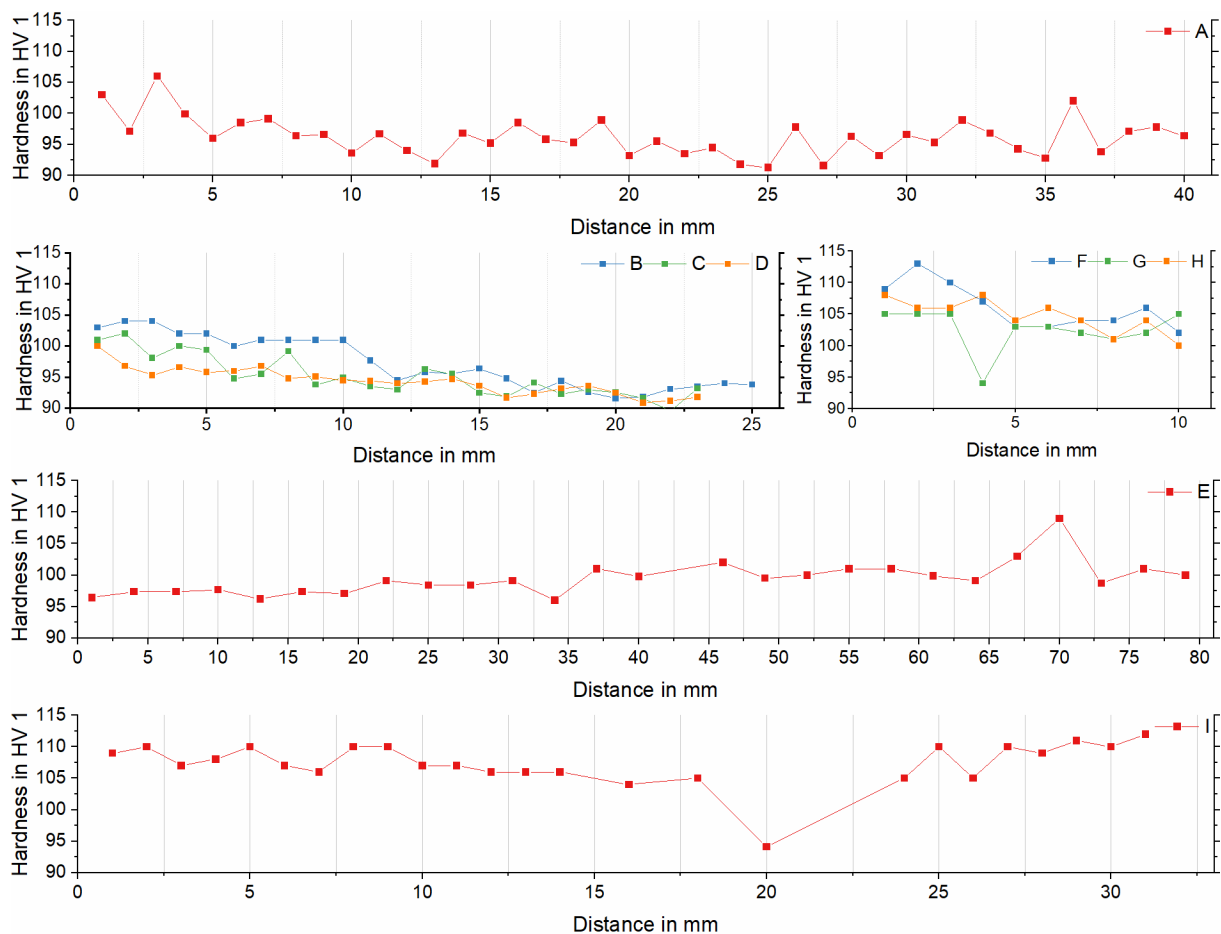 Hardness in HV 1
115
110
105
100
95
90
A
0 5 10 15 20 25 30 35 40
Distance in mm
Hardness in HV 1
115
110
105
100
95
90
B C D
0 5 10 15 20 25
Distance in mm
Hardness in HV 1
115
110
105
100
95
90
F G H
0 5 10
Distance in mm
Hardness in HV 1
115
110
105
100
95
90
E
0 5 10 15 20 25 30 34 40 45 49 55 60 65 70 75 80
Distance in mm
Hardness in HV 1
115
110
105
100
95
90
I
0 5 10 15 20 25 30
Distance in mm